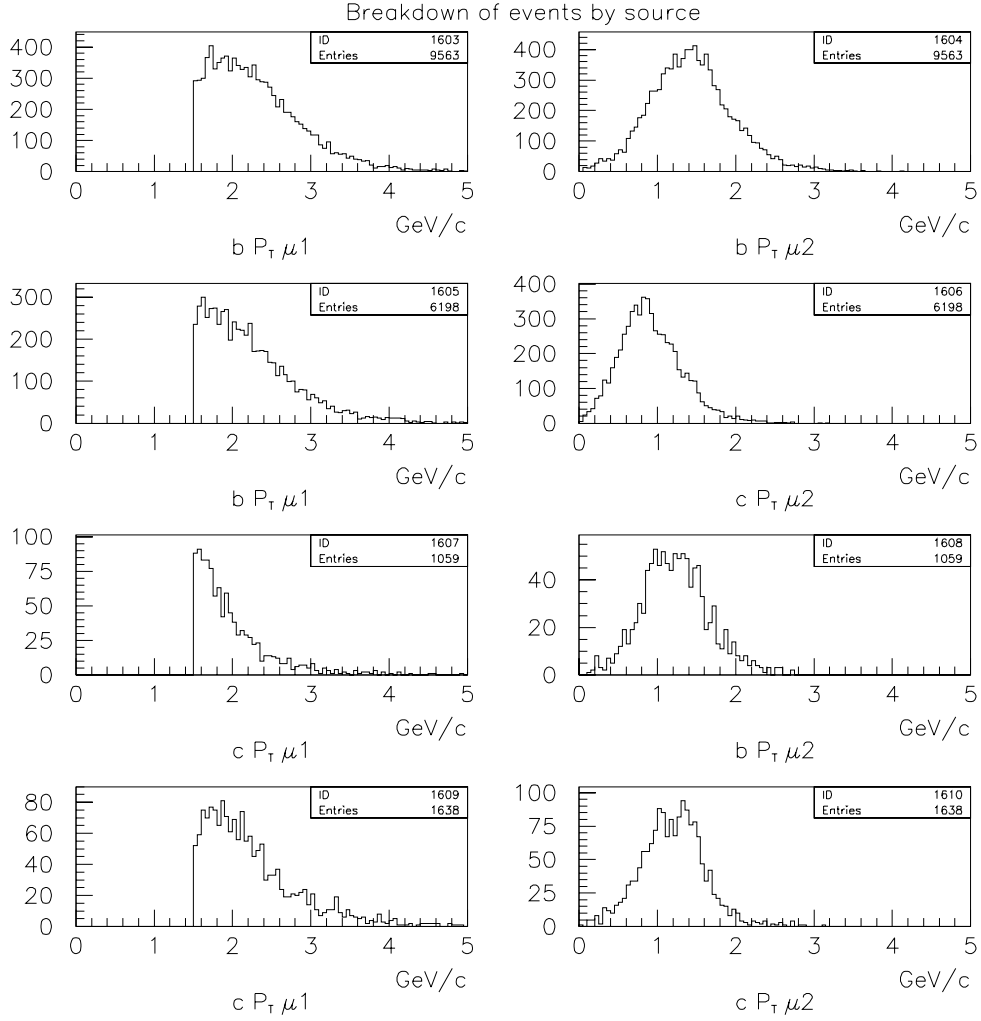 Breakdown of events by source
ID 1603
Entries 9563
400
300
200
100
0
0 1 2 3 4 5
GeV/c
b P_T μ1
ID 1604
Entries 9563
400
300
200
100
0
0 1 2 3 4 5
GeV/c
b P_T μ2
ID 1605
Entries 6198
300
200
100
0
0 1 2 3 4 5
GeV/c
b P_T μ1
ID 1606
Entries 6198
400
300
200
100
0
0 1 2 3 4 5
GeV/c
c P_T μ2
ID 1607
Entries 1059
100
75
50
25
0
0 1 2 3 4 5
GeV/c
c P_T μ1
ID 1608
Entries 1059
40
20
0
0 1 2 3 4 5
GeV/c
b P_T μ2
ID 1609
Entries 1638
80
60
40
20
0
0 1 2 3 4 5
GeV/c
c P_T μ1
ID 1610
Entries 1638
100
75
50
25
0
0 1 2 3 4 5
GeV/c
c P_T μ2